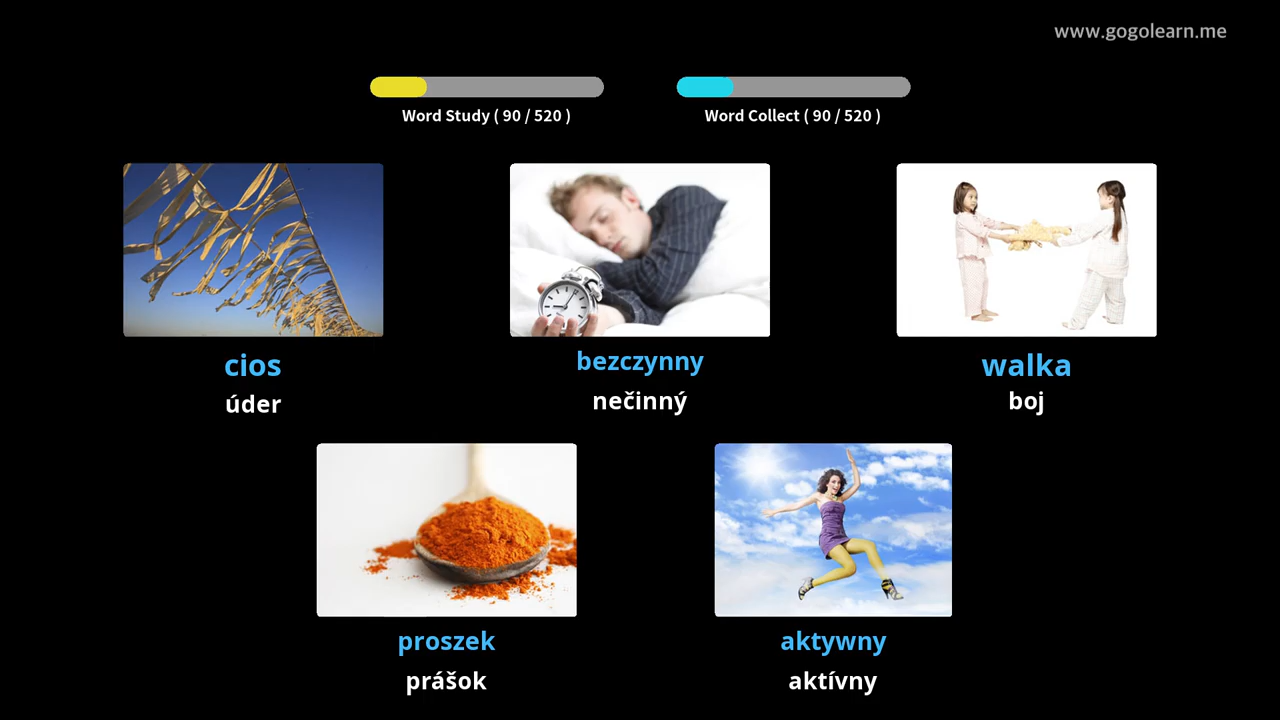 www.gogolearn.me
Word Study ( 90 / 520 )
Word Collect ( 90 / 520 )
cios
úder
bezczynny
nečinný
walka
boj
proszek
prášok
aktywny
aktívny